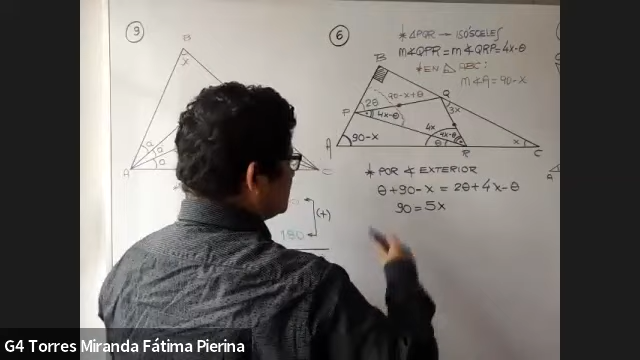 9
B
x
A
a
a
a
C
(+)
180
6
* ΔPQR → ISÓSCELES
m∢QPR = m∢QRP = 4x-θ
* EN ⊿ ABC:
m∢A = 90-x
B
Q
P
2θ
90-x+θ
4x-θ
3x
4x
4x-θ
θ
A
90-x
R
x
C
* POR ∢ EXTERIOR
θ+90-x = 2θ+4x-θ
90 = 5x
A
G4 Torres Miranda Fátima Pierina